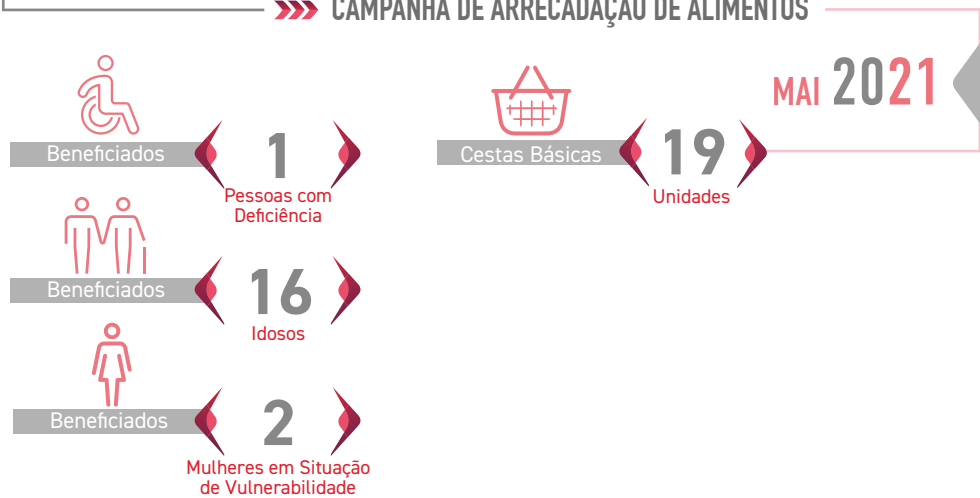 CAMPANHA DE ARRECADAÇÃO DE ALIMENTOS
MAI 2021
Beneficiados
1
Pessoas com
Deficiência
Cestas Básicas
19
Unidades
Beneficiados
16
Idosos
Beneficiados
2
Mulheres em Situação
de Vulnerabilidade